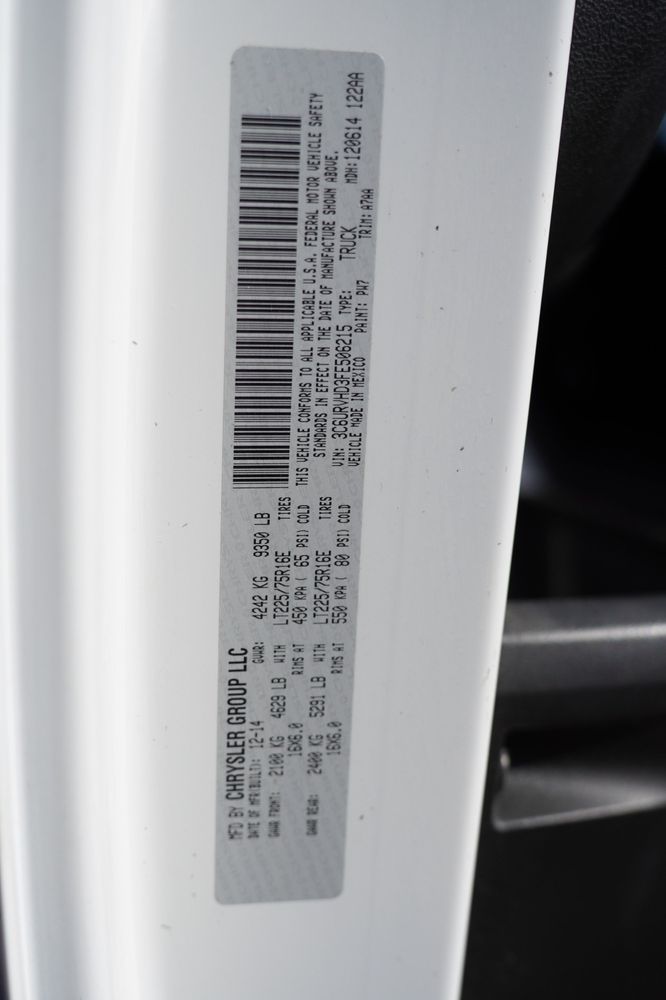 MFD BY CHRYSLER GROUP LLC
DATE OF MFR(BUILT): 12-14 GVWR: 4242 KG 9350 LB
GAWR FRONT: 2100 KG 4629 LB WITH LT225/75R16E TIRES
16X6.0 RIMS AT 450 KPA ( 65 PSI) COLD
GAWR REAR: 2400 KG 5291 LB WITH LT225/75R16E TIRES
16X6.0 RIMS AT 550 KPA ( 80 PSI) COLD
THIS VEHICLE CONFORMS TO ALL APPLICABLE U.S.A. FEDERAL MOTOR VEHICLE SAFETY
STANDARDS IN EFFECT ON THE DATE OF MANUFACTURE SHOWN ABOVE.
VIN: 3C6URVHD3FE506215 TYPE: TRUCK MDH: 120614 122AA
VEHICLE MADE IN MEXICO PAINT: PW7 TRIM: A7AA